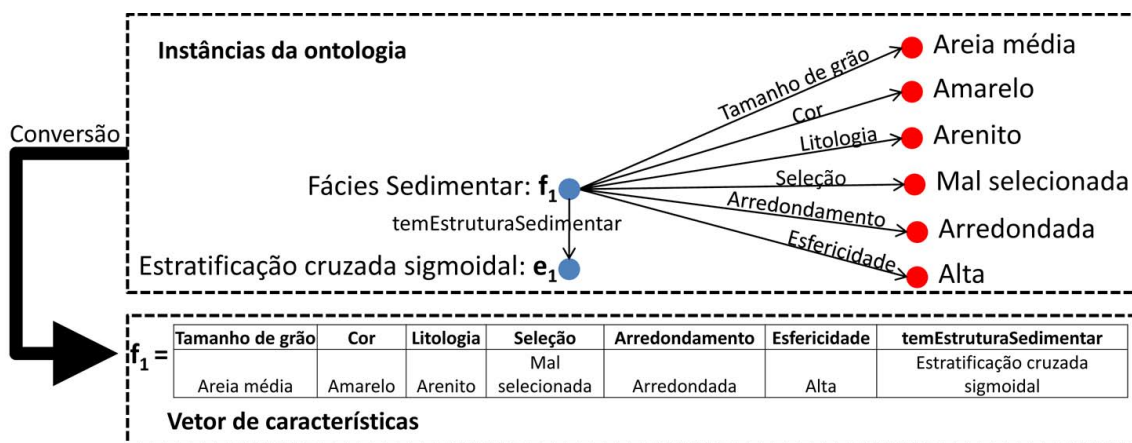 Instâncias da ontologia
Conversão
Tamanho de grão
Areia média
Cor
Amarelo
Litologia
Arenito
Fácies Sedimentar: f1
Seleção
Mal selecionada
temEstruturaSedimentar
Arredondamento
Arredondada
Esfericidade
Alta
Estratificação cruzada sigmoidal: e1
f1 =
Tamanho de grão Cor Litologia Seleção Arredondamento Esfericidade temEstruturaSedimentar
Areia média Amarelo Arenito Mal selecionada Arredondada Alta Estratificação cruzada sigmoidal
Vetor de características